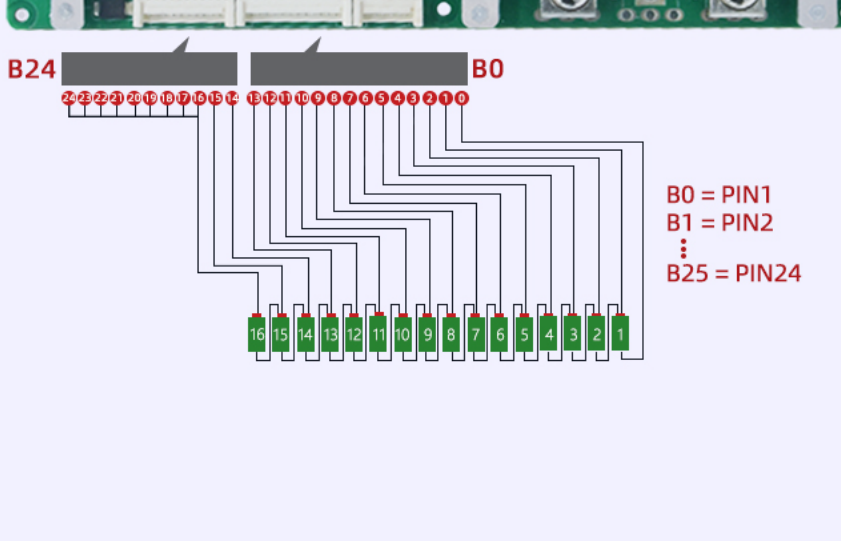 B24 B0
24 23 22 21 20 19 18 17 16 15 14 13 12 11 10 9 8 7 6 5 4 3 2 1 0
B0 = PIN1
B1 = PIN2
B25 = PIN24
16 15 14 13 12 11 10 9 8 7 6 5 4 3 2 1